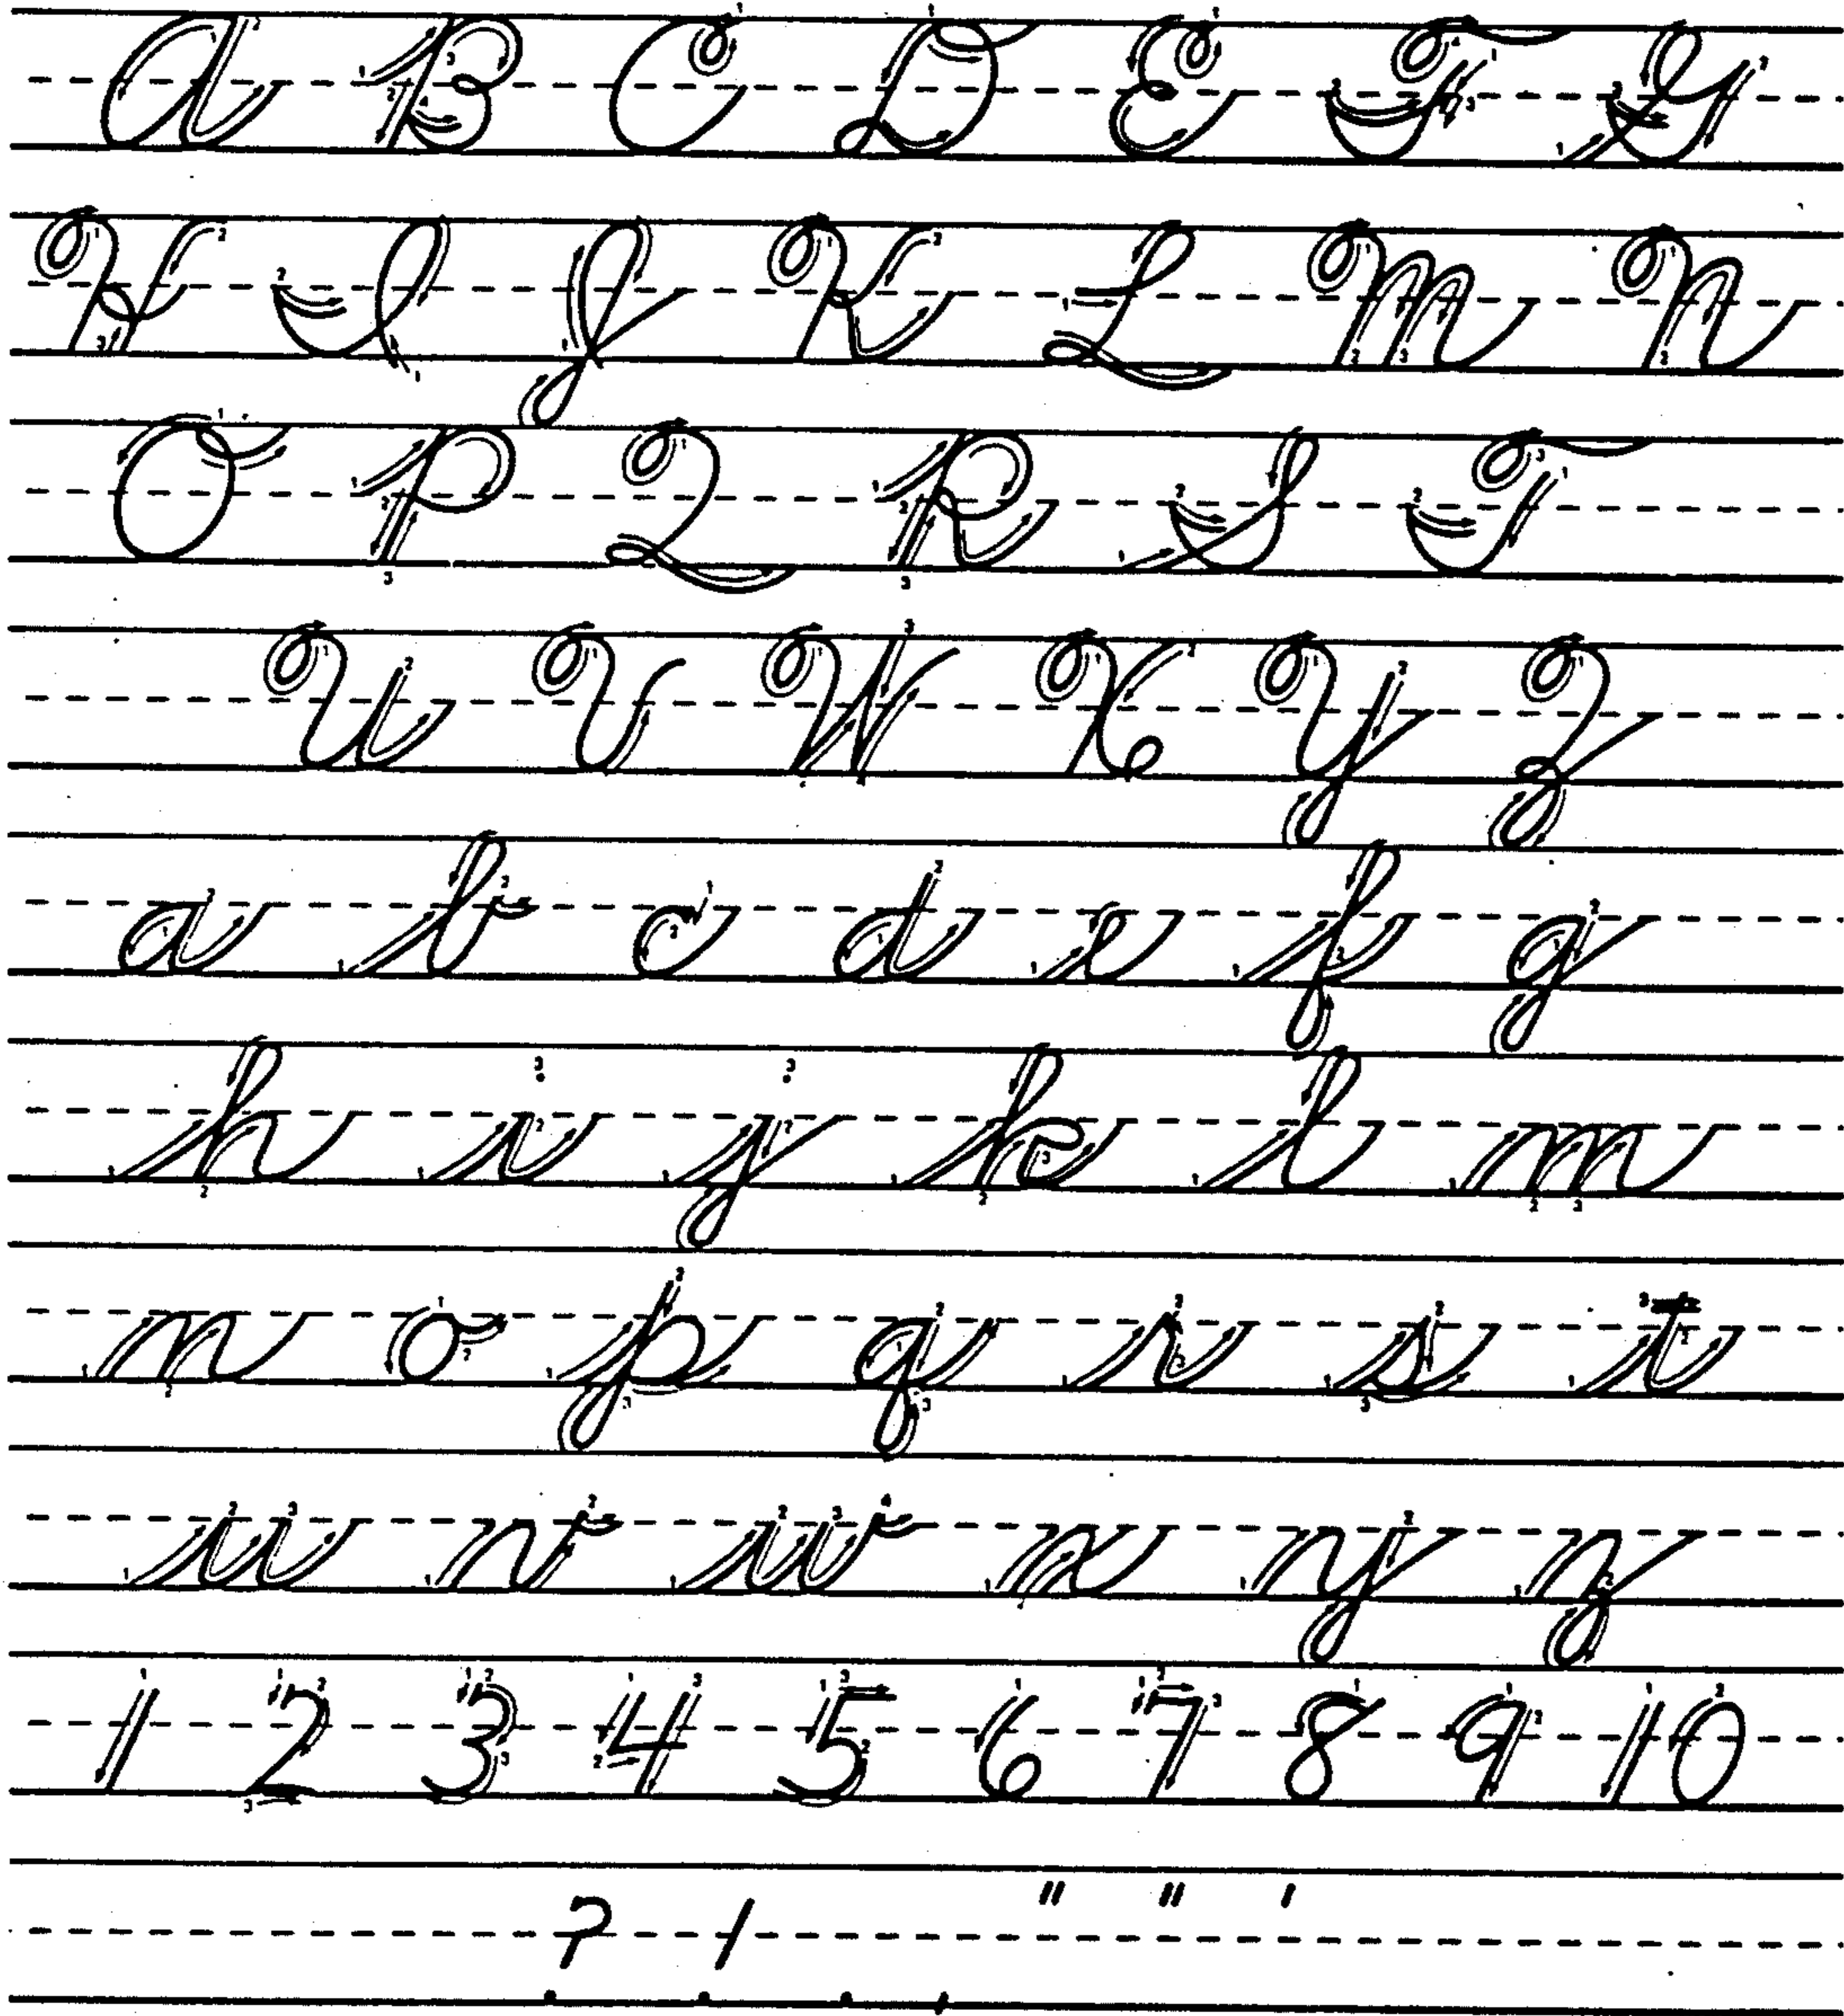 A B C D E F G
H I J K L M N
O P Q R S T
U V W X Y Z
a b c d e f g
h i j k l m
n o p q r s t
u v w x y z
1 2 3 4 5 6 7 8 9 10
? ! . , " " '